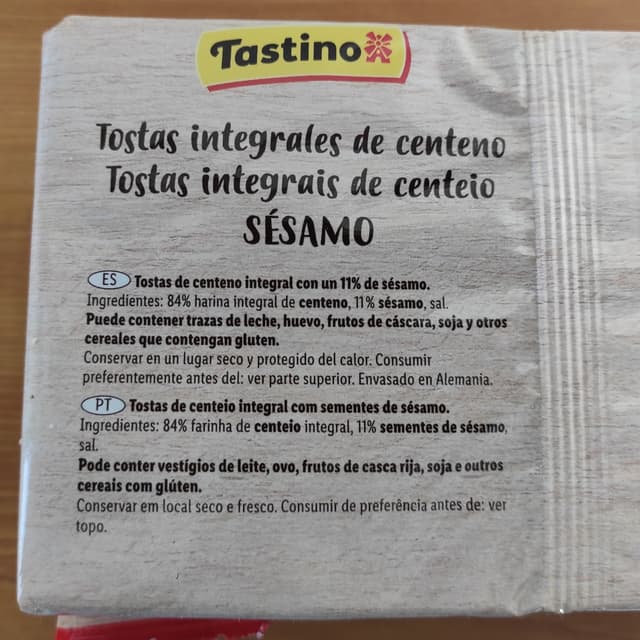 Tastino
Tostas integrales de centeno
Tostas integrais de centeio
SÉSAMO
ES Tostas de centeno integral con un 11% de sésamo.
Ingredientes: 84% harina integral de centeno, 11% sésamo, sal.
Puede contener trazas de leche, huevo, frutos de cáscara, soja y otros
cereales que contengan gluten.
Conservar en un lugar seco y protegido del calor. Consumir
preferentemente antes del: ver parte superior. Envasado en Alemania.
PT Tostas de centeio integral com sementes de sésamo.
Ingredientes: 84% farinha de centeio integral, 11% sementes de sésamo,
sal.
Pode conter vestígios de leite, ovo, frutos de casca rija, soja e outros
cereais com glúten.
Conservar em local seco e fresco. Consumir de preferência antes de: ver
topo.